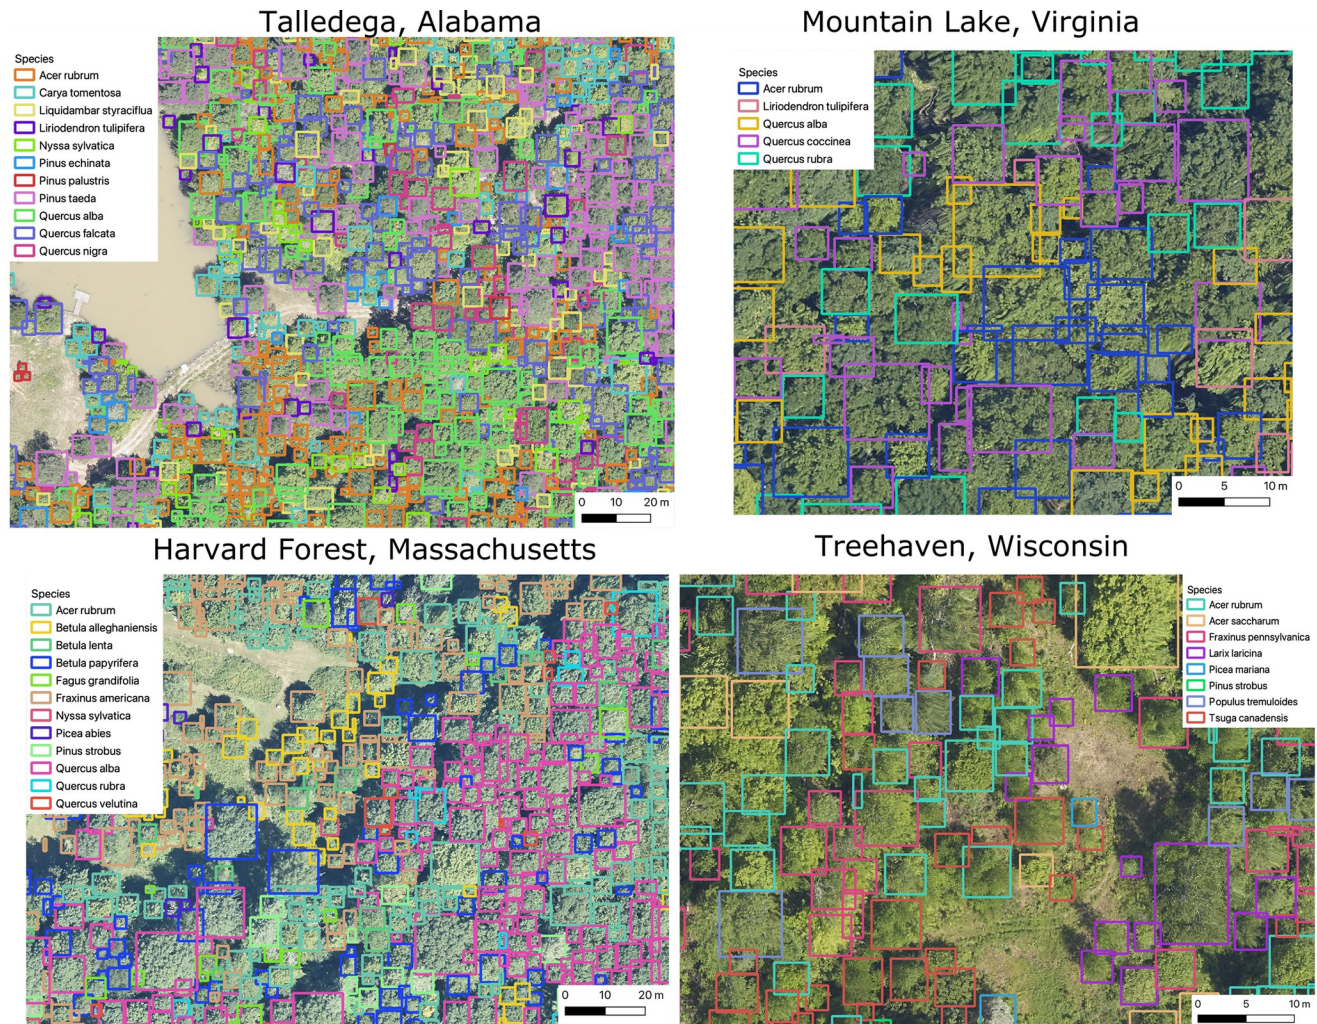 Talledega, Alabama
Species
Acer rubrum
Carya tomentosa
Liquidambar styraciflua
Liriodendron tulipifera
Nyssa sylvatica
Pinus echinata
Pinus palustris
Pinus taeda
Quercus alba
Quercus falcata
Quercus nigra
0 10 20 m
Mountain Lake, Virginia
Species
Acer rubrum
Liriodendron tulipifera
Quercus alba
Quercus coccinea
Quercus rubra
0 5 10 m
Harvard Forest, Massachusetts
Species
Acer rubrum
Betula alleghaniensis
Betula lenta
Betula papyrifera
Fagus grandifolia
Fraxinus americana
Nyssa sylvatica
Picea abies
Pinus strobus
Quercus alba
Quercus rubra
Quercus velutina
0 10 20 m
Treehaven, Wisconsin
Species
Acer rubrum
Acer saccharum
Fraxinus pennsylvanica
Larix laricina
Picea mariana
Pinus strobus
Populus tremuloides
Tsuga canadensis
0 5 10 m